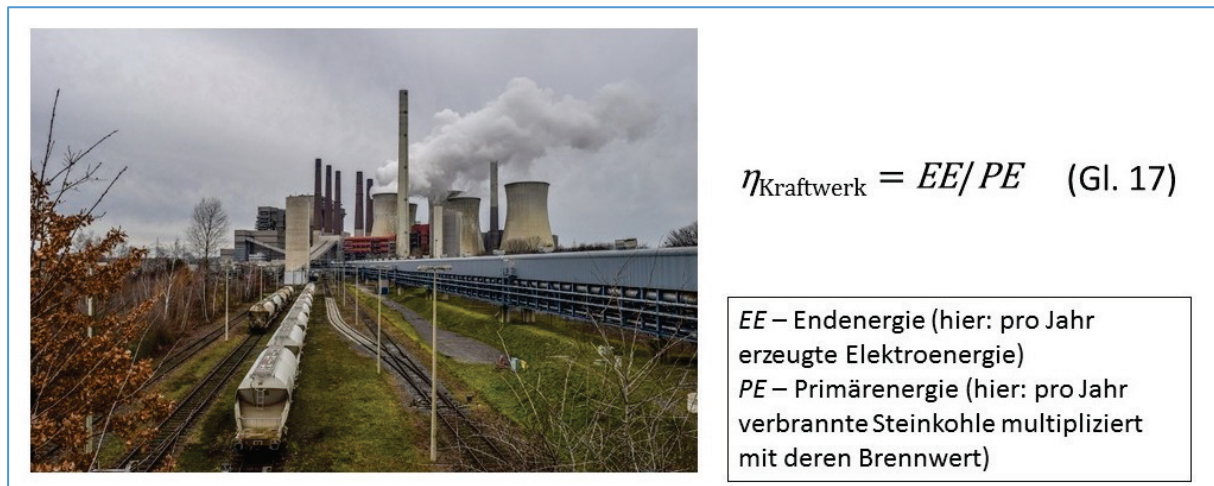 η_Kraftwerk = EE/PE (Gl. 17)
EE – Endenergie (hier: pro Jahr
erzeugte Elektroenergie)
PE – Primärenergie (hier: pro Jahr
verbrannte Steinkohle multipliziert
mit deren Brennwert)